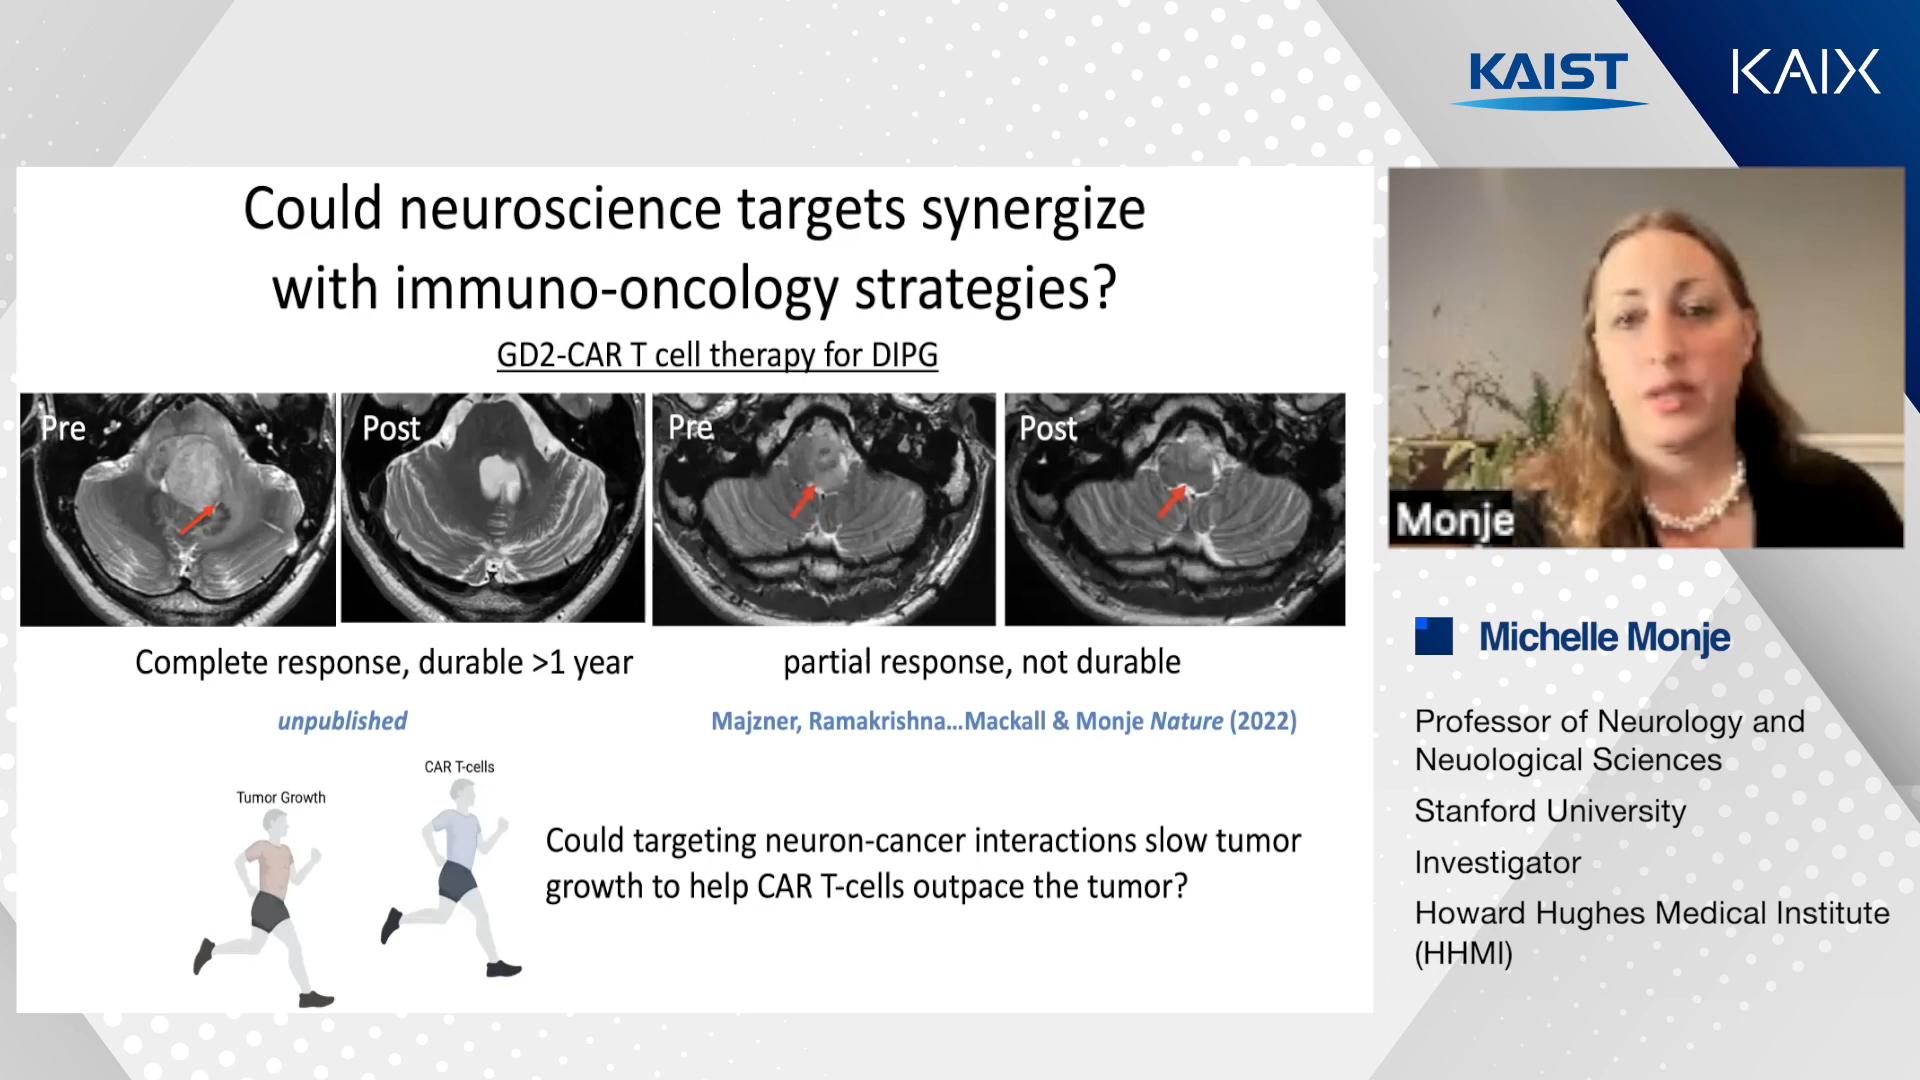 KAIST
KAIX
Could neuroscience targets synergize
with immuno-oncology strategies?
GD2-CAR T cell therapy for DIPG
Pre
Post
Pre
Post
Complete response, durable >1 year
partial response, not durable
unpublished
Majzner, Ramakrishna...Mackall & Monje Nature (2022)
Tumor Growth
CAR T-cells
Could targeting neuron-cancer interactions slow tumor
growth to help CAR T-cells outpace the tumor?
Monje
Michelle Monje
Professor of Neurology and
Neuological Sciences
Stanford University
Investigator
Howard Hughes Medical Institute
(HHMI)